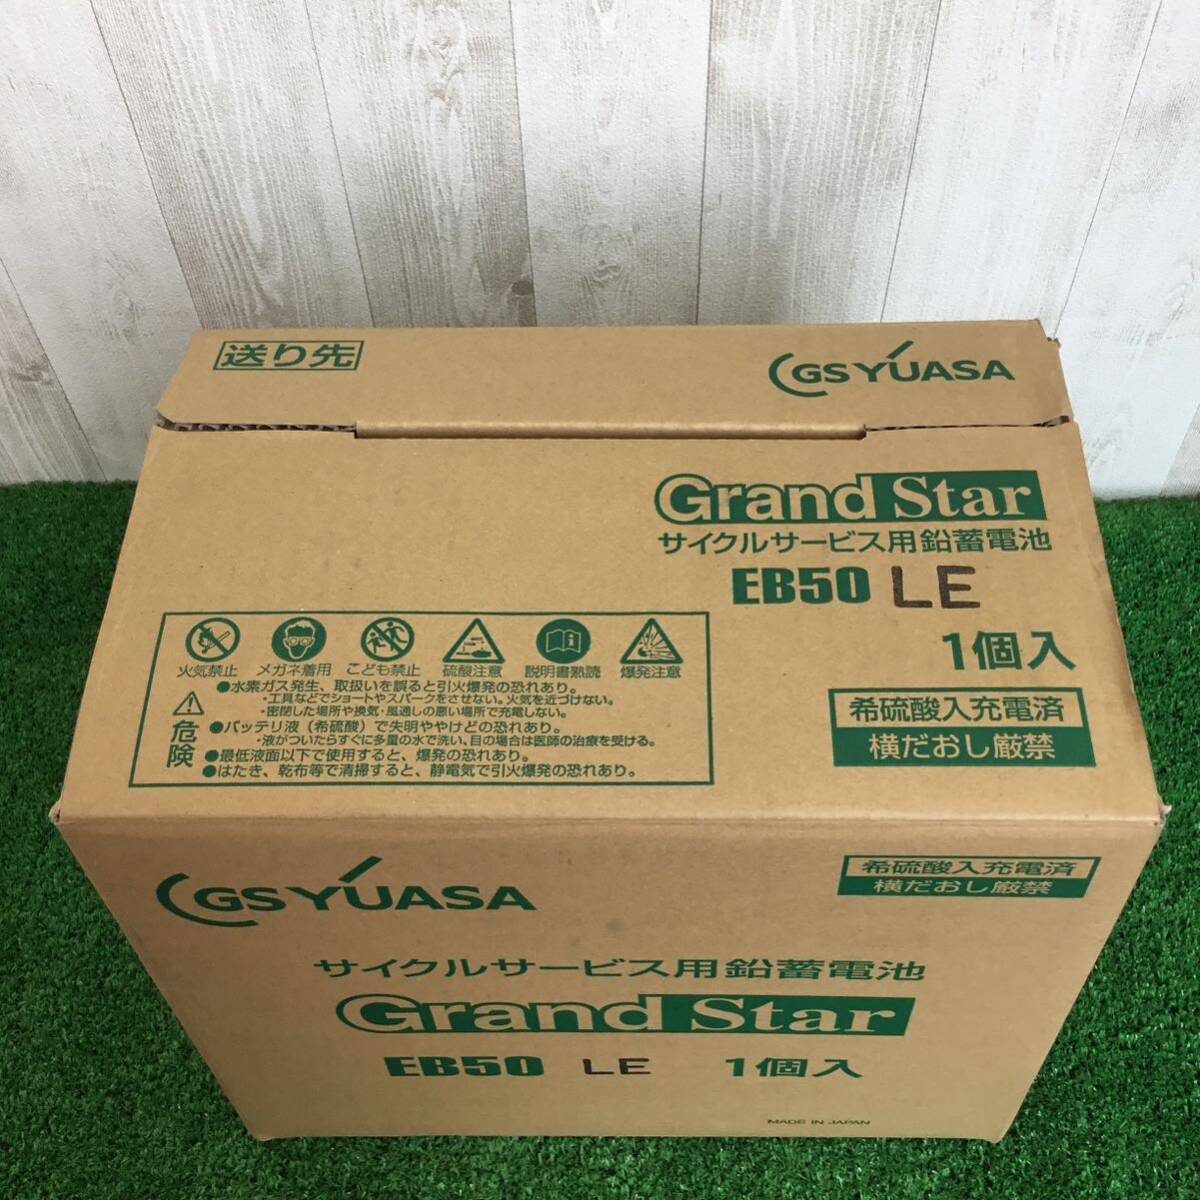 送り先
GS YUASA
Grand Star
サイクルサービス用鉛蓄電池
EB50 LE
1個入
希硫酸入充電済
横だおし厳禁
火気禁止 メガネ着用 こども禁止 硫酸注意 説明書熟読 爆発注意
危険
●水素ガス発生、取扱いを誤ると引火爆発の恐れあり。
・工具などでショートやスパークをさせない。火気を近づけない。
・密閉した場所や換気・風通しの悪い場所で充電しない。
●バッテリ液（希硫酸）で失明ややけどの恐れあり。
・液がついたらすぐに多量の水で洗い、目の場合は医師の治療を受ける。
●最低液面以下で使用すると、爆発の恐れあり。
●はたき、乾布等で清掃すると、静電気で引火爆発の恐れあり。
GS YUASA
希硫酸入充電済
横だおし厳禁
サイクルサービス用鉛蓄電池
Grand Star
EB50 LE 1個入
MADE IN JAPAN